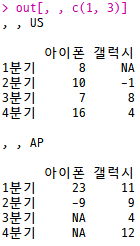 > out[, , c(1, 3)]
, , US
아이폰 갤럭시
1분기 8 NA
2분기 10 -1
3분기 7 8
4분기 16 4
, , AP
아이폰 갤럭시
1분기 23 11
2분기 -9 9
3분기 NA 4
4분기 NA 12